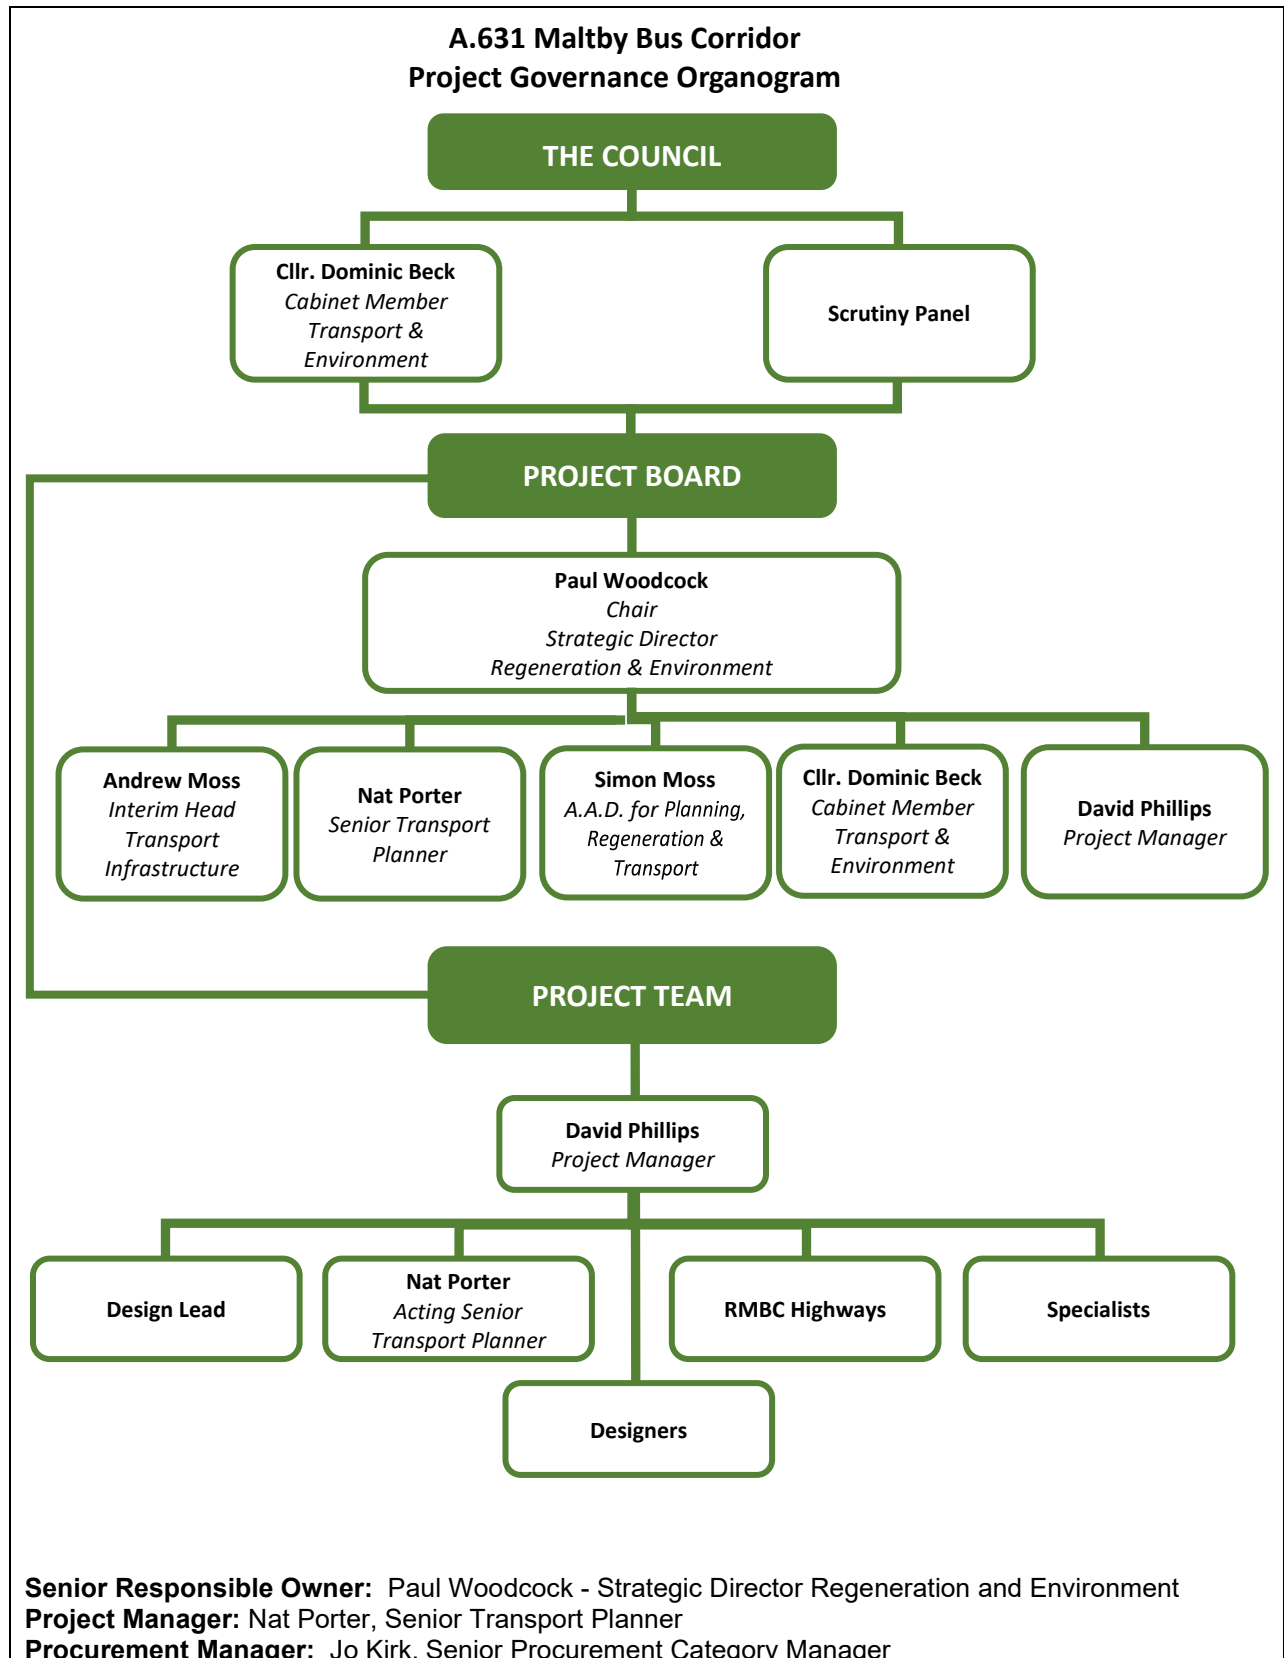 A.631 Maltby Bus Corridor
Project Governance Organogram
THE COUNCIL
Cllr. Dominic Beck
Cabinet Member
Transport &
Environment
Scrutiny Panel
PROJECT BOARD
Paul Woodcock
Chair
Strategic Director
Regeneration & Environment
Andrew Moss
Interim Head
Transport
Infrastructure
Nat Porter
Senior Transport
Planner
Simon Moss
A.A.D. for Planning,
Regeneration &
Transport
Cllr. Dominic Beck
Cabinet Member
Transport &
Environment
David Phillips
Project Manager
PROJECT TEAM
David Phillips
Project Manager
Design Lead
Nat Porter
Acting Senior
Transport Planner
RMBC Highways
Specialists
Designers
Senior Responsible Owner: Paul Woodcock - Strategic Director Regeneration and Environment
Project Manager: Nat Porter, Senior Transport Planner
Procurement Manager: Jo Kirk, Senior Procurement Category Manager